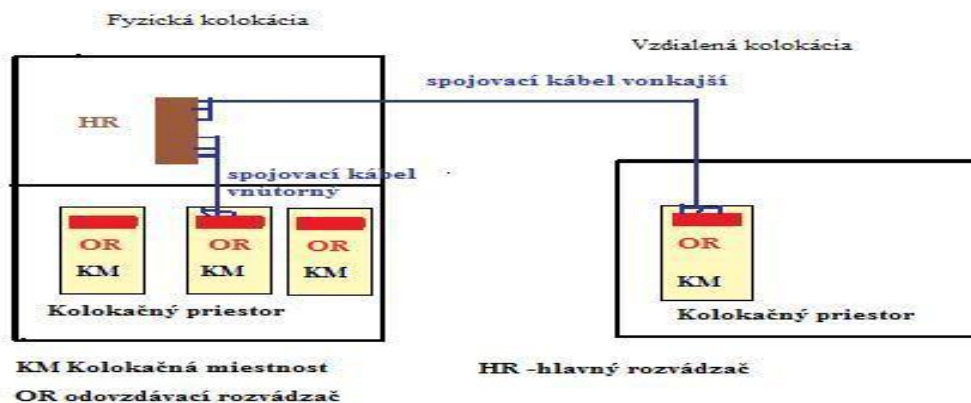 Fyzická kolokácia
Vzdialená kolokácia
spojovací kábel vonkajší
HR
spojovací kábel
vnútorný
OR
KM
OR
KM
OR
KM
Kolokačný priestor
OR
KM
Kolokačný priestor
KM Kolokačná miestnosť
HR -hlavný rozvádzač
OR odovzdávací rozvádzač